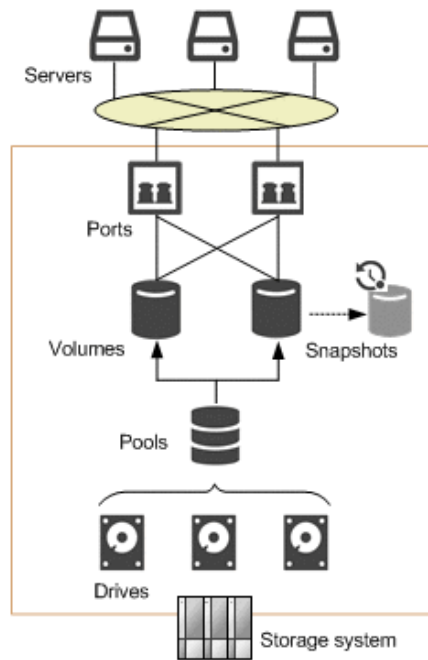 Servers
Ports
Volumes
Snapshots
Pools
Drives
Storage system